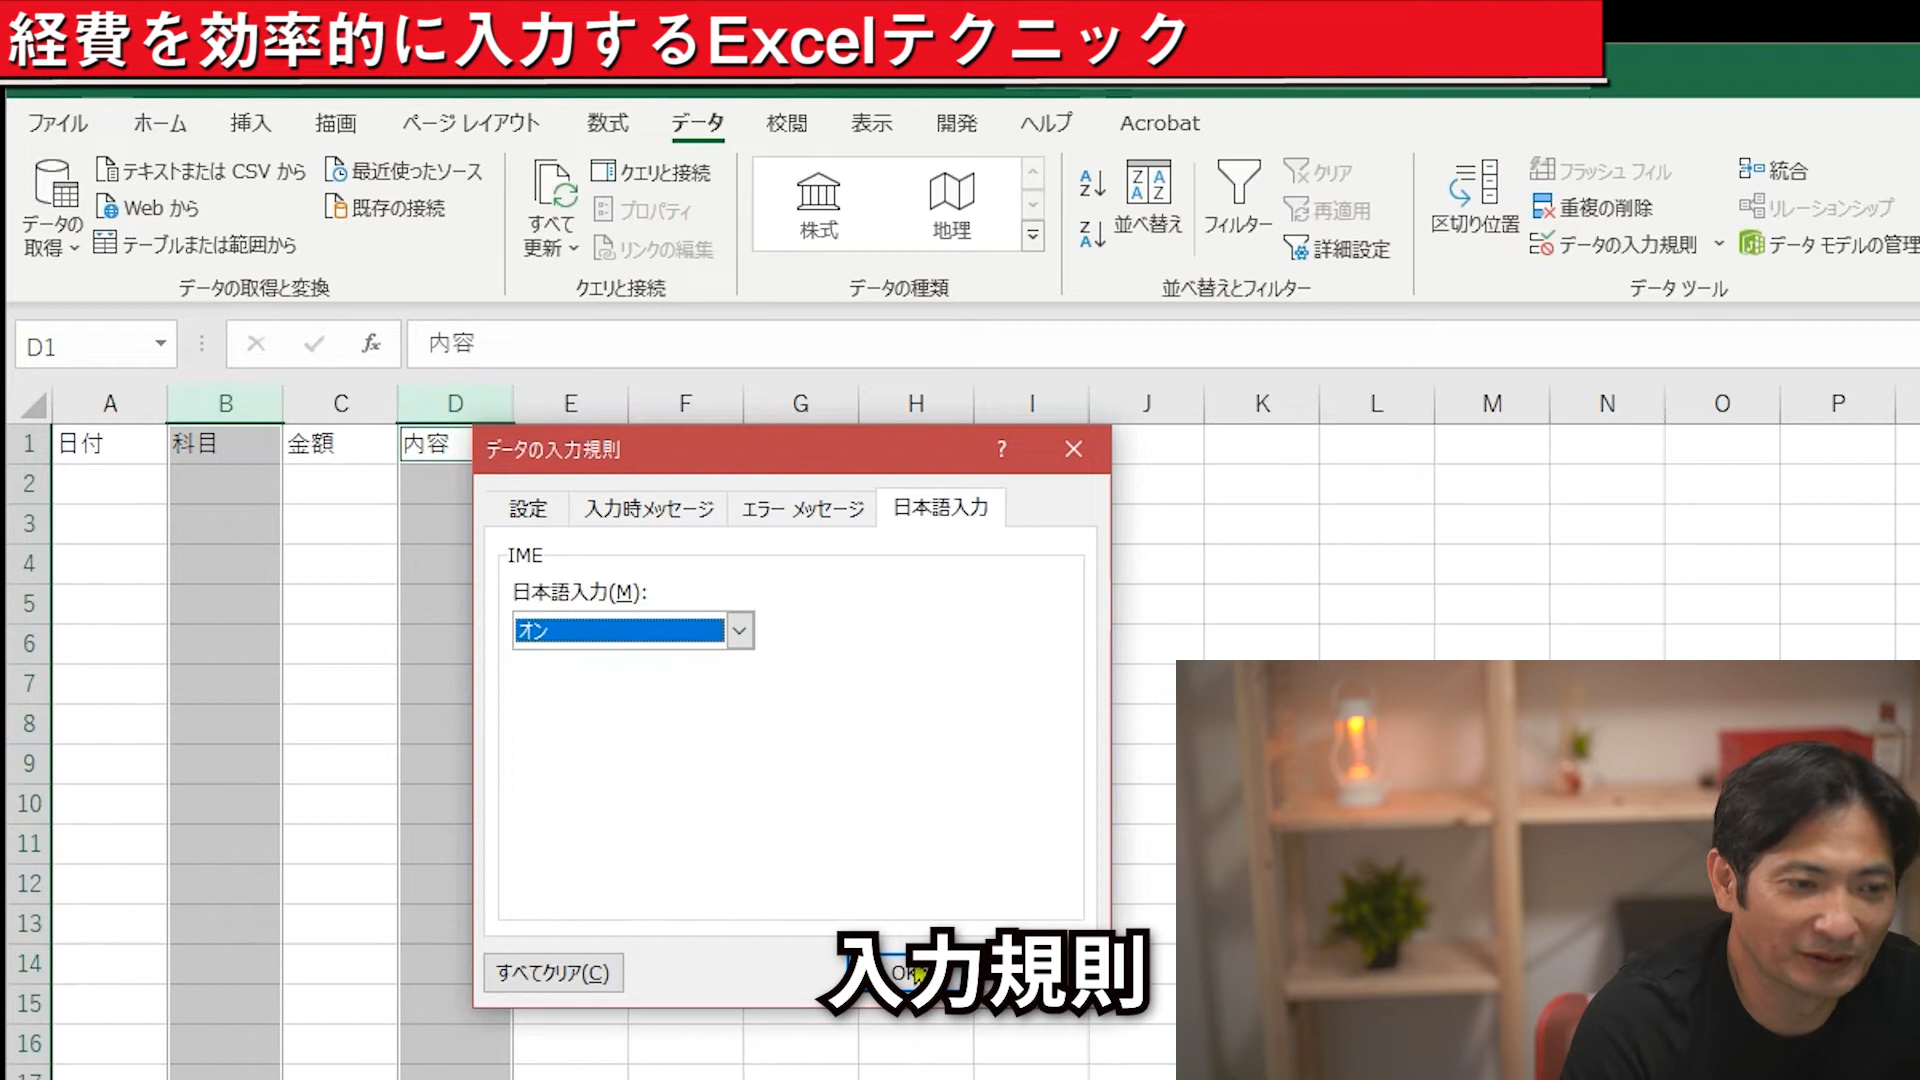 経費を効率的に入力するExcelテクニック
ファイル ホーム 挿入 描画 ページ レイアウト 数式 データ 校閲 表示 開発 ヘルプ Acrobat
データの取得
テキストまたは CSV から
Web から
テーブルまたは範囲から
最近使ったソース
既存の接続
データの取得と変換
すべて更新
クエリと接続
プロパティ
リンクの編集
クエリと接続
株式
地理
データの種類
並べ替え
フィルター
クリア
再適用
詳細設定
並べ替えとフィルター
区切り位置
フラッシュ フィル
重複の削除
データの入力規則
統合
リレーションシップ
データ モデルの管理
データ ツール
D1
fx
内容
A B C D E F G H I J K L M N O P
1 日付 科目 金額 内容
2
3
4
5
6
7
8
9
10
11
12
13
14
15
16
17
データの入力規則 ?
設定 入力時メッセージ エラー メッセージ 日本語入力
IME
日本語入力(M):
オン
すべてクリア(C)
OK
入力規則